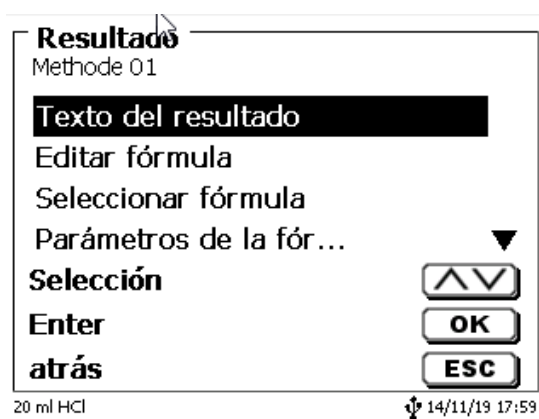 Resultado
Methode 01
Texto del resultado
Editar fórmula
Seleccionar fórmula
Parámetros de la fór...
Selección
Enter OK
atrás ESC
20 ml HCl 14/11/19 17:59